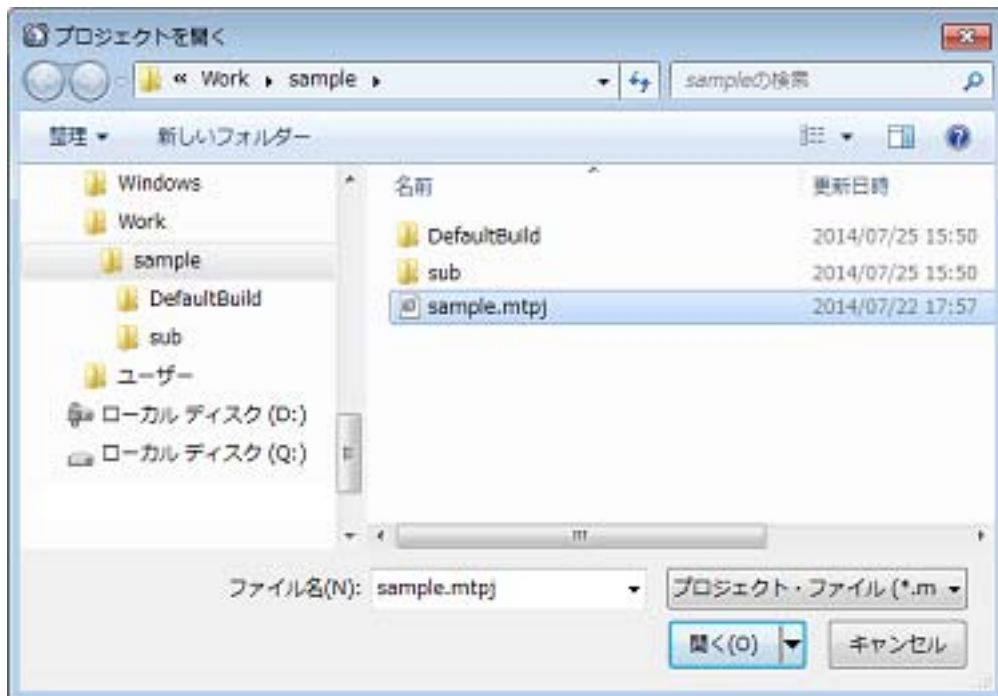 プロジェクトを開く
« Work ▸ sample ▸
sampleの検索
整理
新しいフォルダー
Windows
Work
sample
DefaultBuild
sub
ユーザー
ローカル ディスク (D:)
ローカル ディスク (Q:)
名前
更新日時
DefaultBuild
2014/07/25 15:50
sub
2014/07/25 15:50
sample.mtpj
2014/07/22 17:57
ファイル名(N):
sample.mtpj
プロジェクト・ファイル (*.m
開く(O)
キャンセル